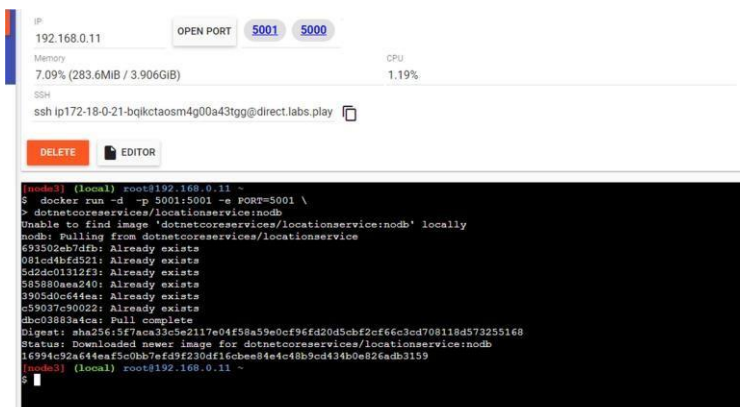 IP
192.168.0.11
OPEN PORT
5001
5000
Memory
7.09% (283.6MiB / 3.906GiB)
CPU
1.19%
SSH
ssh ip172-18-0-21-bqikctaosm4g00a43tgg@direct.labs.play
DELETE
EDITOR
[node3] (local) root@192.168.0.11 ~
$  docker run -d  -p 5001:5001 -e PORT=5001 \
> dotnetcoreservices/locationservice:nodb
Unable to find image 'dotnetcoreservices/locationservice:nodb' locally
nodb: Pulling from dotnetcoreservices/locationservice
693502eb7dfb: Already exists
081cd4bfd521: Already exists
5d2dc01312f3: Already exists
585880aea240: Already exists
3905d0c644ea: Already exists
c59037c90022: Already exists
dbc03883a4ca: Pull complete
Digest: sha256:5f7aca33c5e2117e04f58a59e0cf96fd20d5cbf2cf66c3cd708118d573255168
Status: Downloaded newer image for dotnetcoreservices/locationservice:nodb
16994c92a644eaf5c0bb7efd9f230df16cbee84e4c48b9cd434b0e826adb3159
[node3] (local) root@192.168.0.11 ~
$